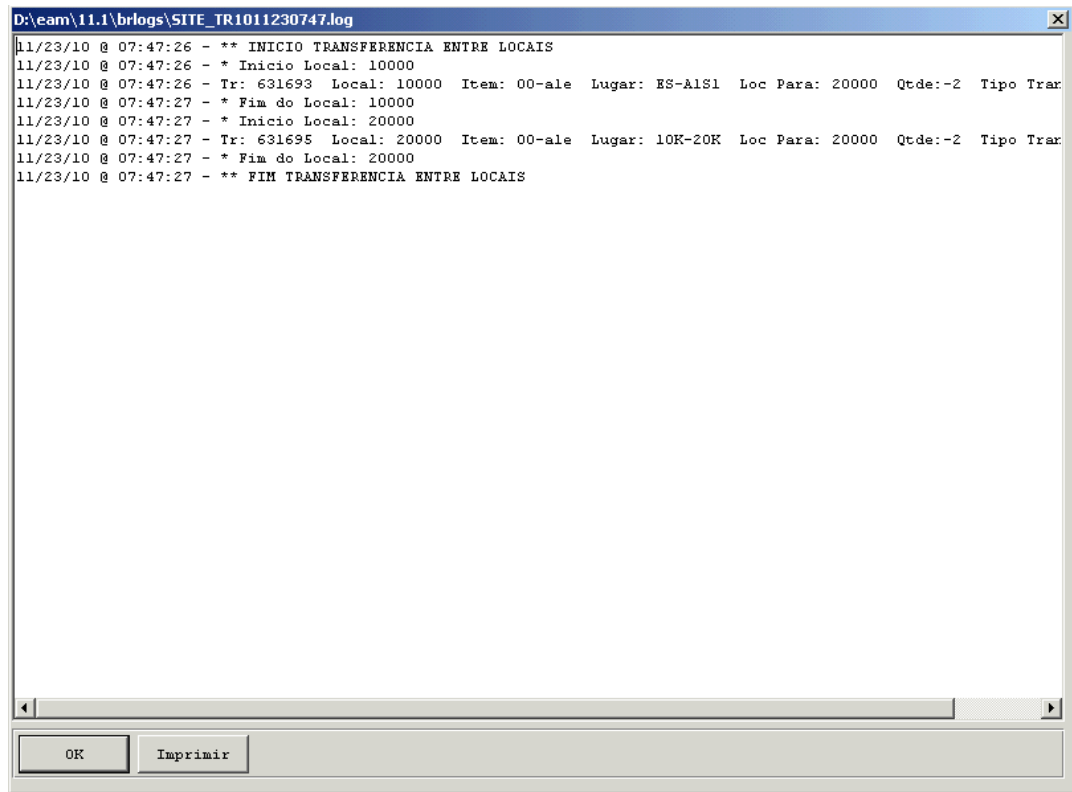 D:\eam\11.1\brlogs\SITE_TR1011230747.log
11/23/10 @ 07:47:26 - ** INICIO TRANSFERENCIA ENTRE LOCAIS
11/23/10 @ 07:47:26 - * Inicio Local: 10000
11/23/10 @ 07:47:26 - Tr: 631693 Local: 10000 Item: 00-ale Lugar: ES-A1S1 Loc Para: 20000 Qtde:-2 Tipo Tran
11/23/10 @ 07:47:27 - * Fim do Local: 10000
11/23/10 @ 07:47:27 - * Inicio Local: 20000
11/23/10 @ 07:47:27 - Tr: 631695 Local: 20000 Item: 00-ale Lugar: 10K-20K Loc Para: 20000 Qtde:-2 Tipo Tran
11/23/10 @ 07:47:27 - * Fim do Local: 20000
11/23/10 @ 07:47:27 - ** FIM TRANSFERENCIA ENTRE LOCAIS
OK Imprimir